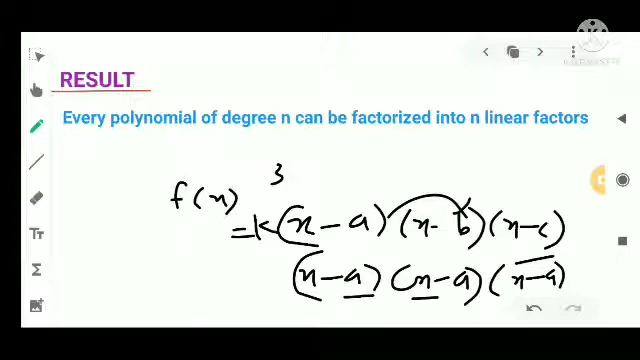 RESULT
Every polynomial of degree n can be factorized into n linear factors
3
f(x)
=k(x-a)(x-b)(x-c)
(x-a)(x-a)(x-a)